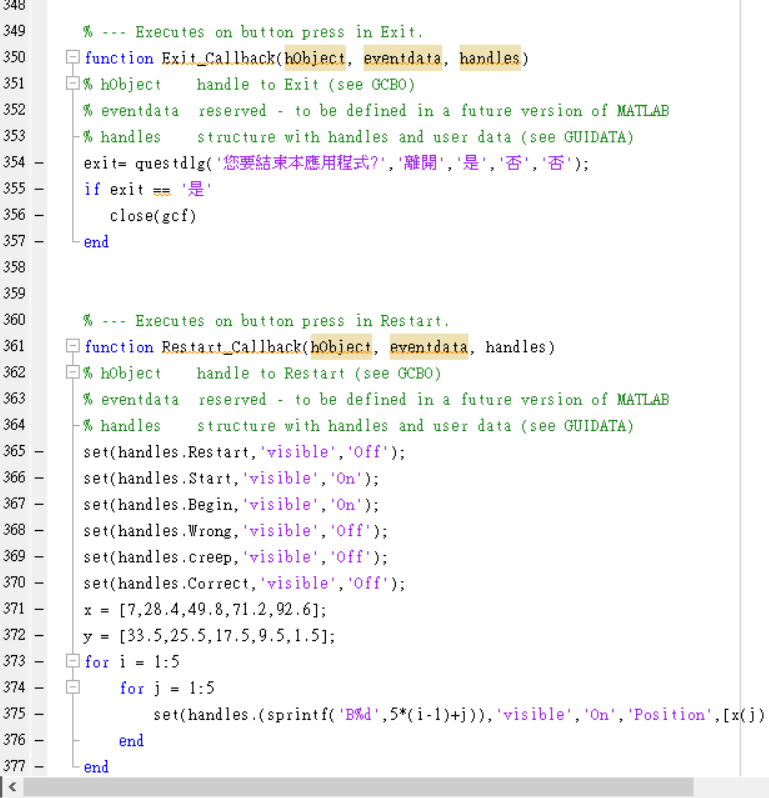 348
349 % --- Executes on button press in Exit.
350 function Exit_Callback(hObject, eventdata, handles)
351 % hObject    handle to Exit (see GCBO)
352 % eventdata  reserved - to be defined in a future version of MATLAB
353 % handles    structure with handles and user data (see GUIDATA)
354 – exit= questdlg('您要結束本應用程式?','離開','是','否','否');
355 – if exit == '是'
356 –    close(gcf)
357 – end
358
359
360 % --- Executes on button press in Restart.
361 function Restart_Callback(hObject, eventdata, handles)
362 % hObject    handle to Restart (see GCBO)
363 % eventdata  reserved - to be defined in a future version of MATLAB
364 % handles    structure with handles and user data (see GUIDATA)
365 – set(handles.Restart,'visible','Off');
366 – set(handles.Start,'visible','On');
367 – set(handles.Begin,'visible','On');
368 – set(handles.Wrong,'visible','Off');
369 – set(handles.creep,'visible','Off');
370 – set(handles.Correct,'visible','Off');
371 – x = [7,28.4,49.8,71.2,92.6];
372 – y = [33.5,25.5,17.5,9.5,1.5];
373 – for i = 1:5
374 –     for j = 1:5
375 –         set(handles.(sprintf('B%d',5*(i-1)+j)),'visible','On','Position',[x(j)
376 –     end
377 – end